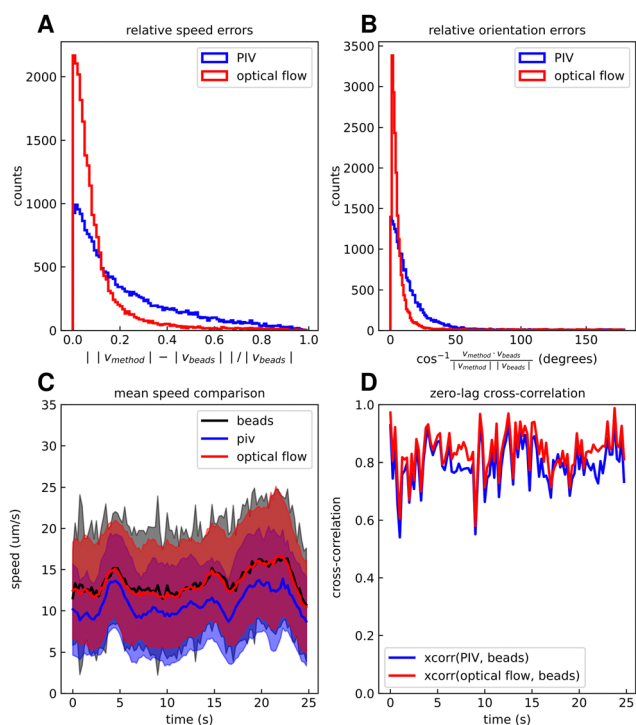 A
relative speed errors
PIV
optical flow
counts
2000
1500
1000
500
0
0.0 0.2 0.4 0.6 0.8 1.0
| |v_method| − |v_beads| |/|v_beads|
B
relative orientation errors
PIV
optical flow
counts
3500
3000
2500
2000
1500
1000
500
0
0 50 100 150
cos⁻¹ v_method · v_beads / |v_method| |v_beads| (degrees)
C
mean speed comparison
beads
piv
optical flow
speed (um/s)
35
30
25
20
15
10
5
0
0 5 10 15 20 25
time (s)
D
zero-lag cross-correlation
cross-correlation
1.0
0.8
0.6
0.4
0.2
0.0
xcorr(PIV, beads)
xcorr(optical flow, beads)
0 5 10 15 20 25
time (s)